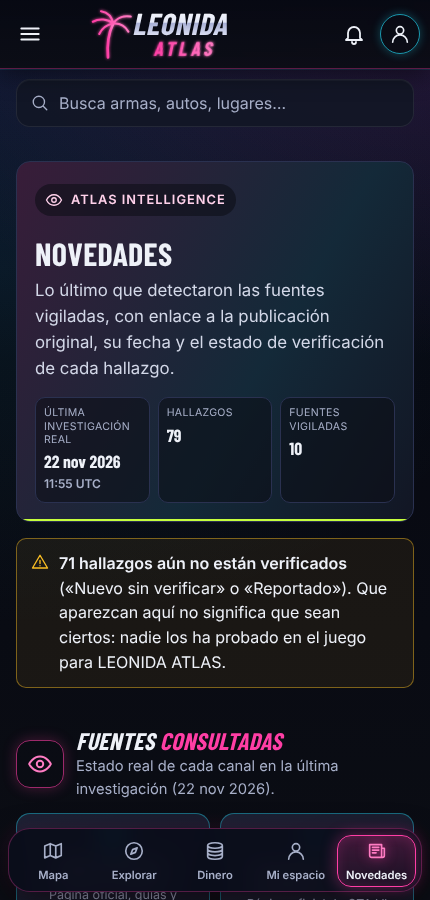 LEONIDA
ATLAS
Busca armas, autos, lugares...
ATLAS INTELLIGENCE
NOVEDADES
Lo último que detectaron las fuentes
vigiladas, con enlace a la publicación
original, su fecha y el estado de verificación
de cada hallazgo.
ÚLTIMA
INVESTIGACIÓN
REAL
22 nov 2026
11:55 UTC
HALLAZGOS
79
FUENTES
VIGILADAS
10
71 hallazgos aún no están verificados
(«Nuevo sin verificar» o «Reportado»). Que
aparezcan aquí no significa que sean
ciertos: nadie los ha probado en el juego
para LEONIDA ATLAS.
FUENTES CONSULTADAS
Estado real de cada canal en la última
investigación (22 nov 2026).
Mapa
Explorar
Dinero
Mi espacio
Novedades
Página oficial, guías y